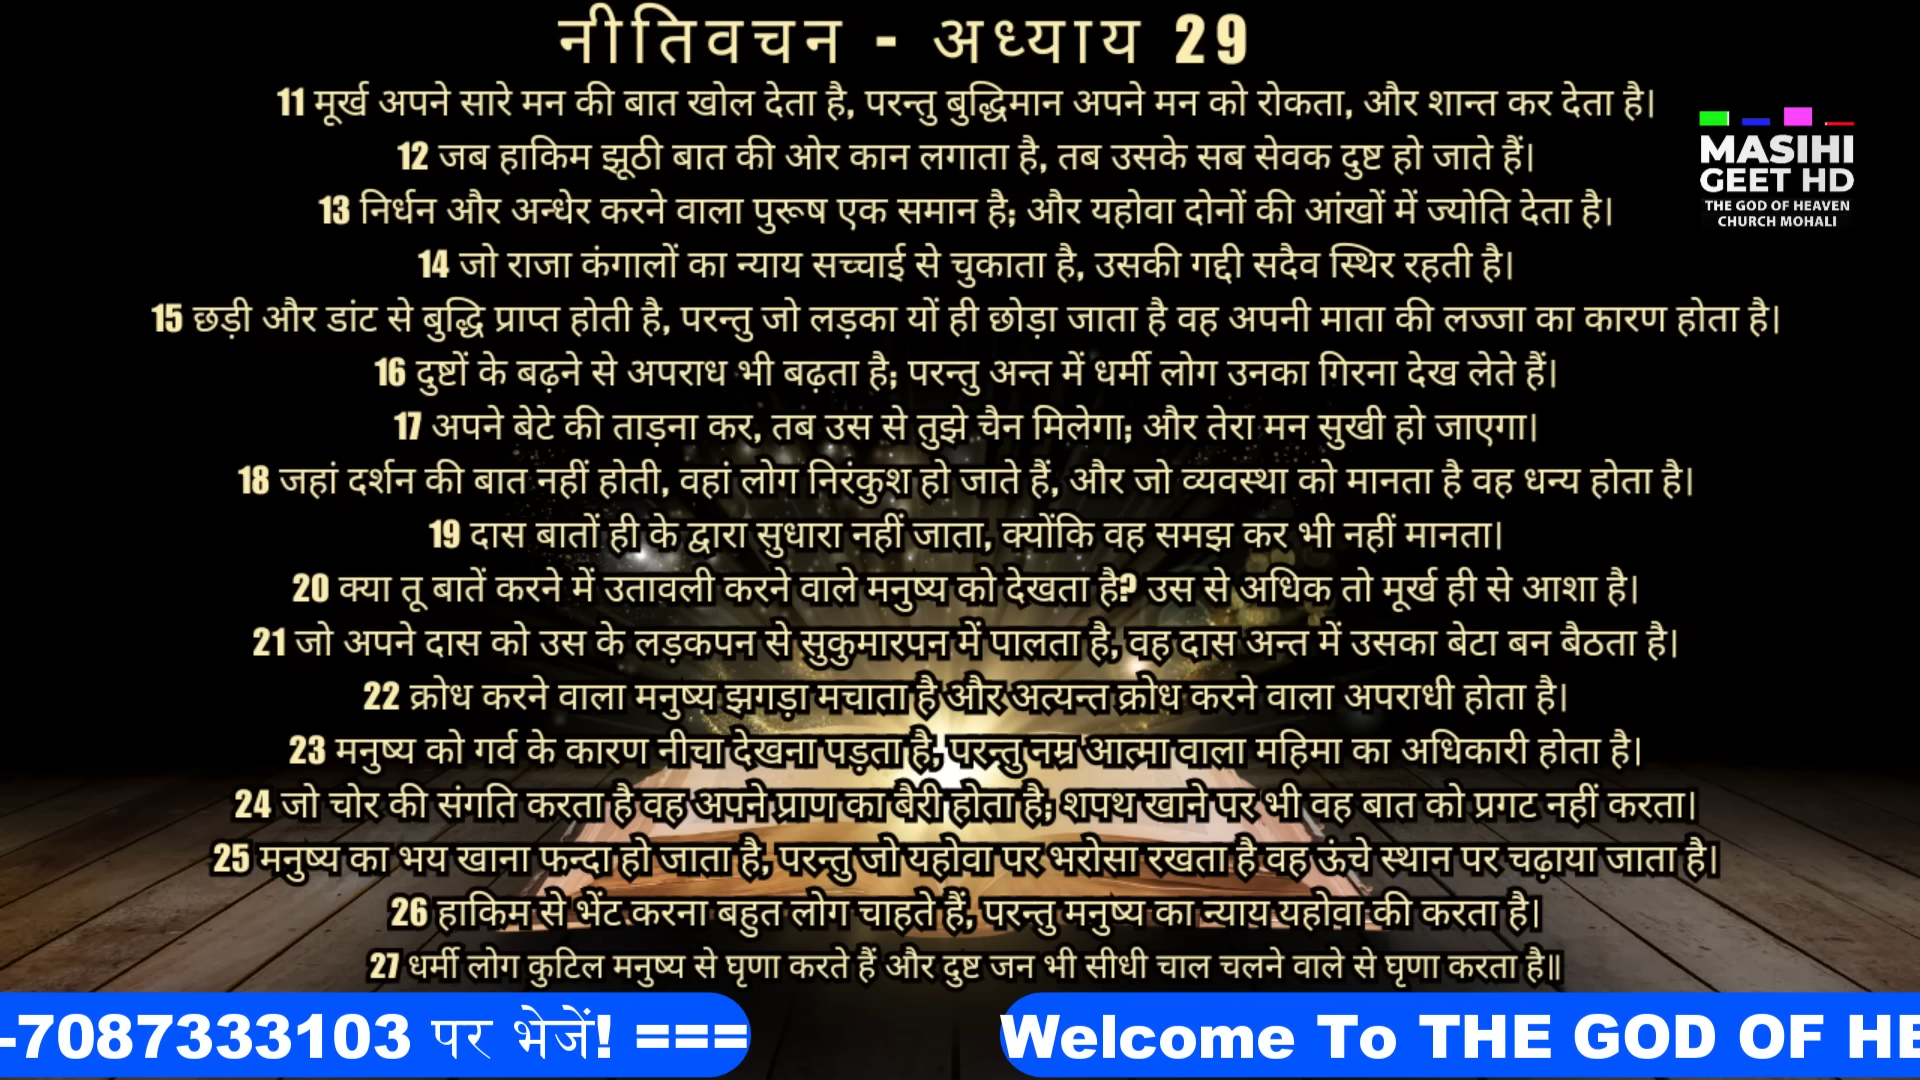 नीतिवचन - अध्याय 29
11 मूर्ख अपने सारे मन की बात खोल देता है, परन्तु बुद्धिमान अपने मन को रोकता, और शान्त कर देता है।
12 जब हाकिम झूठी बात की ओर कान लगाता है, तब उसके सब सेवक दुष्ट हो जाते हैं।
13 निर्धन और अन्धेर करने वाला पुरूष एक समान है; और यहोवा दोनों की आंखों में ज्योति देता है।
14 जो राजा कंगालों का न्याय सच्चाई से चुकाता है, उसकी गद्दी सदैव स्थिर रहती है।
15 छड़ी और डांट से बुद्धि प्राप्त होती है, परन्तु जो लड़का यों ही छोड़ा जाता है वह अपनी माता की लज्जा का कारण होता है।
16 दुष्टों के बढ़ने से अपराध भी बढ़ता है; परन्तु अन्त में धर्मी लोग उनका गिरना देख लेते हैं।
17 अपने बेटे की ताड़ना कर, तब उस से तुझे चैन मिलेगा; और तेरा मन सुखी हो जाएगा।
18 जहां दर्शन की बात नहीं होती, वहां लोग निरंकुश हो जाते हैं, और जो व्यवस्था को मानता है वह धन्य होता है।
19 दास बातों ही के द्वारा सुधारा नहीं जाता, क्योंकि वह समझ कर भी नहीं मानता।
20 क्या तू बातें करने में उतावली करने वाले मनुष्य को देखता है? उस से अधिक तो मूर्ख ही से आशा है।
21 जो अपने दास को उस के लड़कपन से सुकुमारपन में पालता है, वह दास अन्त में उसका बेटा बन बैठता है।
22 क्रोध करने वाला मनुष्य झगड़ा मचाता है और अत्यन्त क्रोध करने वाला अपराधी होता है।
23 मनुष्य को गर्व के कारण नीचा देखना पड़ता है, परन्तु नम्र आत्मा वाला महिमा का अधिकारी होता है।
24 जो चोर की संगति करता है वह अपने प्राण का बैरी होता है; शपथ खाने पर भी वह बात को प्रगट नहीं करता।
25 मनुष्य का भय खाना फन्दा हो जाता है, परन्तु जो यहोवा पर भरोसा रखता है वह ऊंचे स्थान पर चढ़ाया जाता है।
26 हाकिम से भेंट करना बहुत लोग चाहते हैं, परन्तु मनुष्य का न्याय यहोवा की करता है।
27 धर्मी लोग कुटिल मनुष्य से घृणा करते हैं और दुष्ट जन भी सीधी चाल चलने वाले से घृणा करता है॥
MASIHI
GEET HD
THE GOD OF HEAVEN
CHURCH MOHALI
-7087333103 पर भेजें! ===
Welcome To THE GOD OF HE